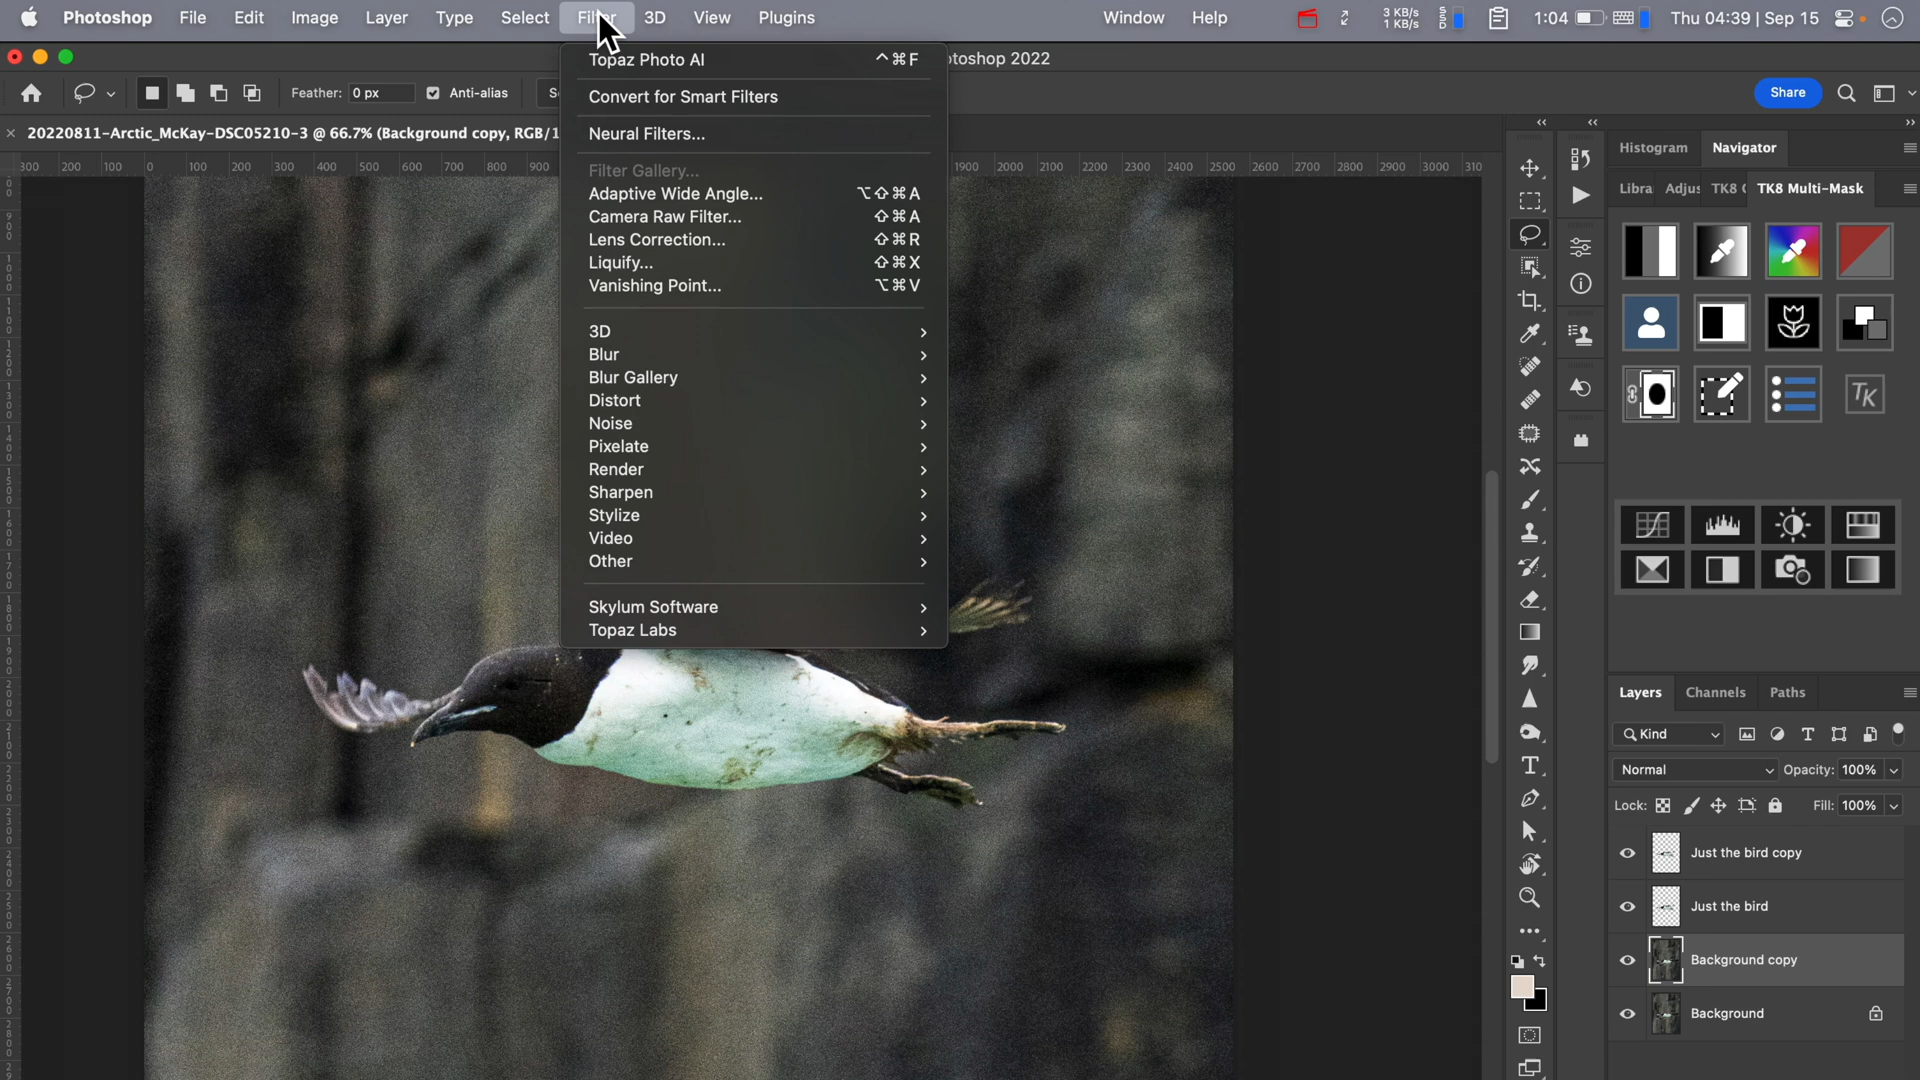 Photoshop File Edit Image Layer Type Select Filter 3D View Plugins Window Help 3 KB/s 1 KB/s SSD 1:04 Thu 04:39 | Sep 15
Topaz Photo AI ^⌘F
toshop 2022
Feather: 0 px Anti-alias Share
Convert for Smart Filters
20220811-Arctic_McKay-DSC05210-3 @ 66.7% (Background copy, RGB/1
Neural Filters...
Histogram Navigator
300 200 100 0 100 200 300 400 500 600 700 800 900 1900 2000 2100 2200 2300 2400 2500 2600 2700 2800 2900 3000 310
Filter Gallery...
Libra Adjus TK8 ( TK8 Multi-Mask
Adaptive Wide Angle... ⌥⇧⌘A
Camera Raw Filter... ⇧⌘A
Lens Correction... ⇧⌘R
Liquify... ⇧⌘X
Vanishing Point... ⌥⌘V
3D
Blur
Blur Gallery
Distort
TK
Noise
Pixelate
Render
Sharpen
Stylize
Video
Other
Skylum Software
Topaz Labs
Layers Channels Paths
Kind
Normal Opacity: 100%
Lock: Fill: 100%
Just the bird copy
Just the bird
Background copy
Background